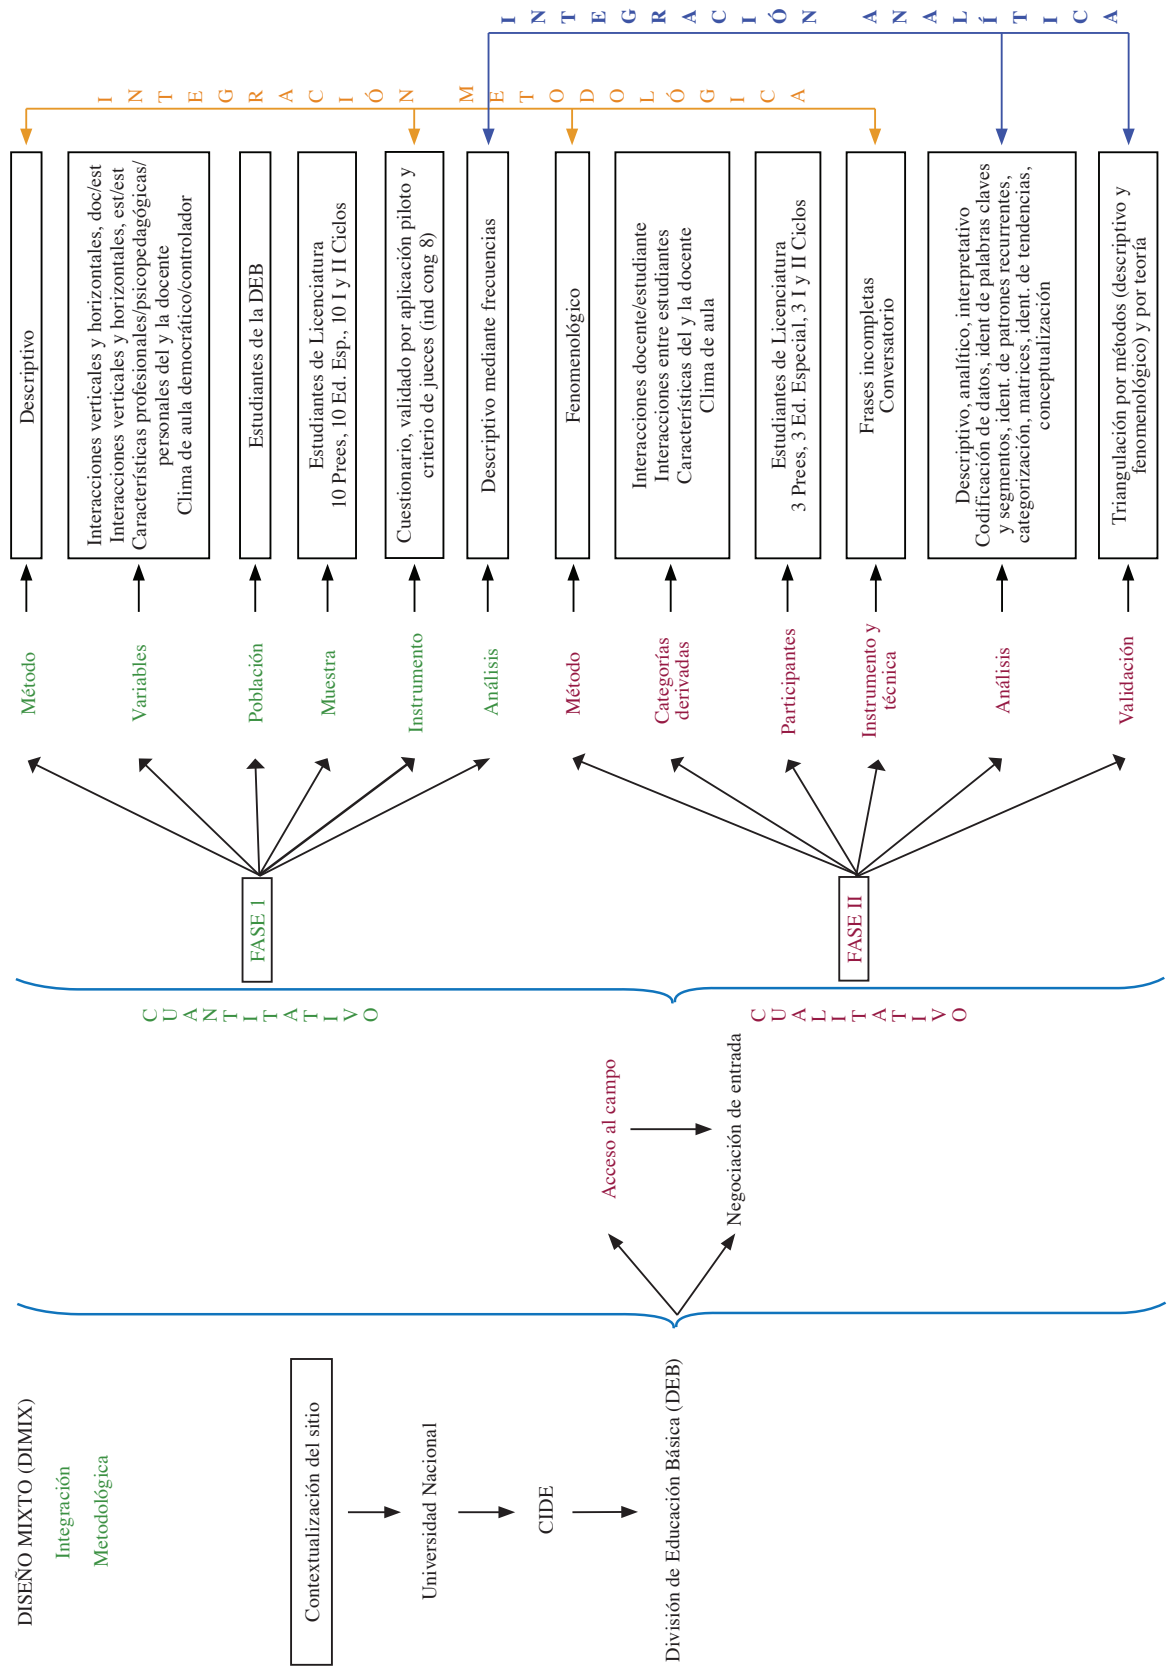 DISEÑO MIXTO (DIMIX)
Integración
Metodológica
Contextualización del sitio
Universidad Nacional
CIDE
División de Educación Básica (DEB)
Acceso al campo
Negociación de entrada
CUANTITATIVO
FASE 1
Método
Descriptivo
Variables
Interacciones verticales y horizontales, doc/est
Interacciones verticales y horizontales, est/est
Características profesionales/psicopedagógicas/
personales del y la docente
Clima de aula democrático/controlador
Población
Estudiantes de la DEB
Muestra
Estudiantes de Licenciatura
10 Prees, 10 Ed. Esp., 10 I y II Ciclos
Instrumento
Cuestionario, validado por aplicación piloto y
criterio de jueces (ind cong 8)
Análisis
Descriptivo mediante frecuencias
CUALITATIVO
FASE II
Método
Fenomenológico
Categorías
derivadas
Interacciones docente/estudiante
Interacciones entre estudiantes
Características del y la docente
Clima de aula
Participantes
Estudiantes de Licenciatura
3 Prees, 3 Ed. Especial, 3 I y II Ciclos
Instrumento y
técnica
Frases incompletas
Conversatorio
Análisis
Descriptivo, analítico, interpretativo
Codificación de datos, ident de palabras claves
y segmentos, ident. de patrones recurrentes,
categorización, matrices, ident. de tendencias,
conceptualización
Validación
Triangulación por métodos (descriptivo y
fenomenológico) y por teoría
INTEGRACIÓN METODOLÓGICA
INTEGRACIÓN ANALÍTICA